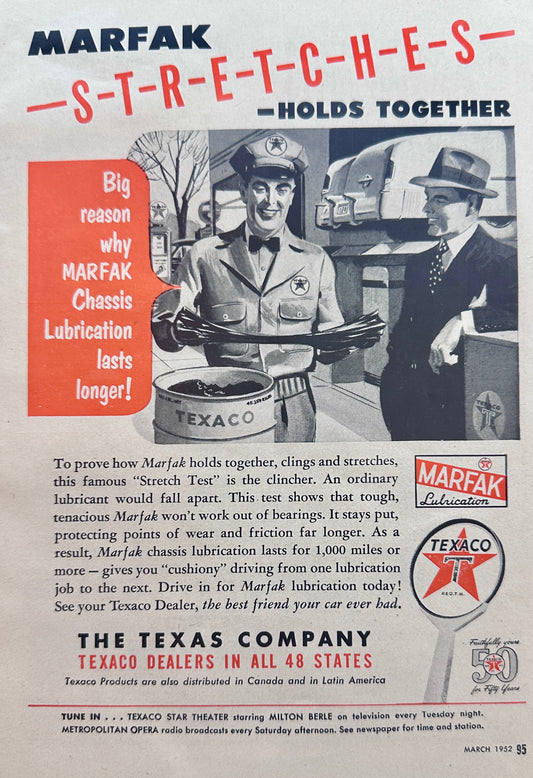 MARFAK
—S-T-R-E-T-C-H-E-S—
—HOLDS TOGETHER
Big
reason
why
MARFAK
Chassis
Lubrication
lasts
longer!
TEXACO
TEXACO
T
To prove how Marfak holds together, clings and stretches,
this famous “Stretch Test” is the clincher. An ordinary
lubricant would fall apart. This test shows that tough,
tenacious Marfak won’t work out of bearings. It stays put,
protecting points of wear and friction far longer. As a
result, Marfak chassis lubrication lasts for 1,000 miles or
more — gives you “cushiony” driving from one lubrication
job to the next. Drive in for Marfak lubrication today!
See your Texaco Dealer, the best friend your car ever had.
MARFAK
Lubrication
TEXACO
T
REG. T. M.
THE TEXAS COMPANY
TEXACO DEALERS IN ALL 48 STATES
Texaco Products are also distributed in Canada and in Latin America
Faithfully yours
50
for Fifty Years
TUNE IN . . . TEXACO STAR THEATER starring MILTON BERLE on television every Tuesday night.
METROPOLITAN OPERA radio broadcasts every Saturday afternoon. See newspaper for time and station.
MARCH 1952 95